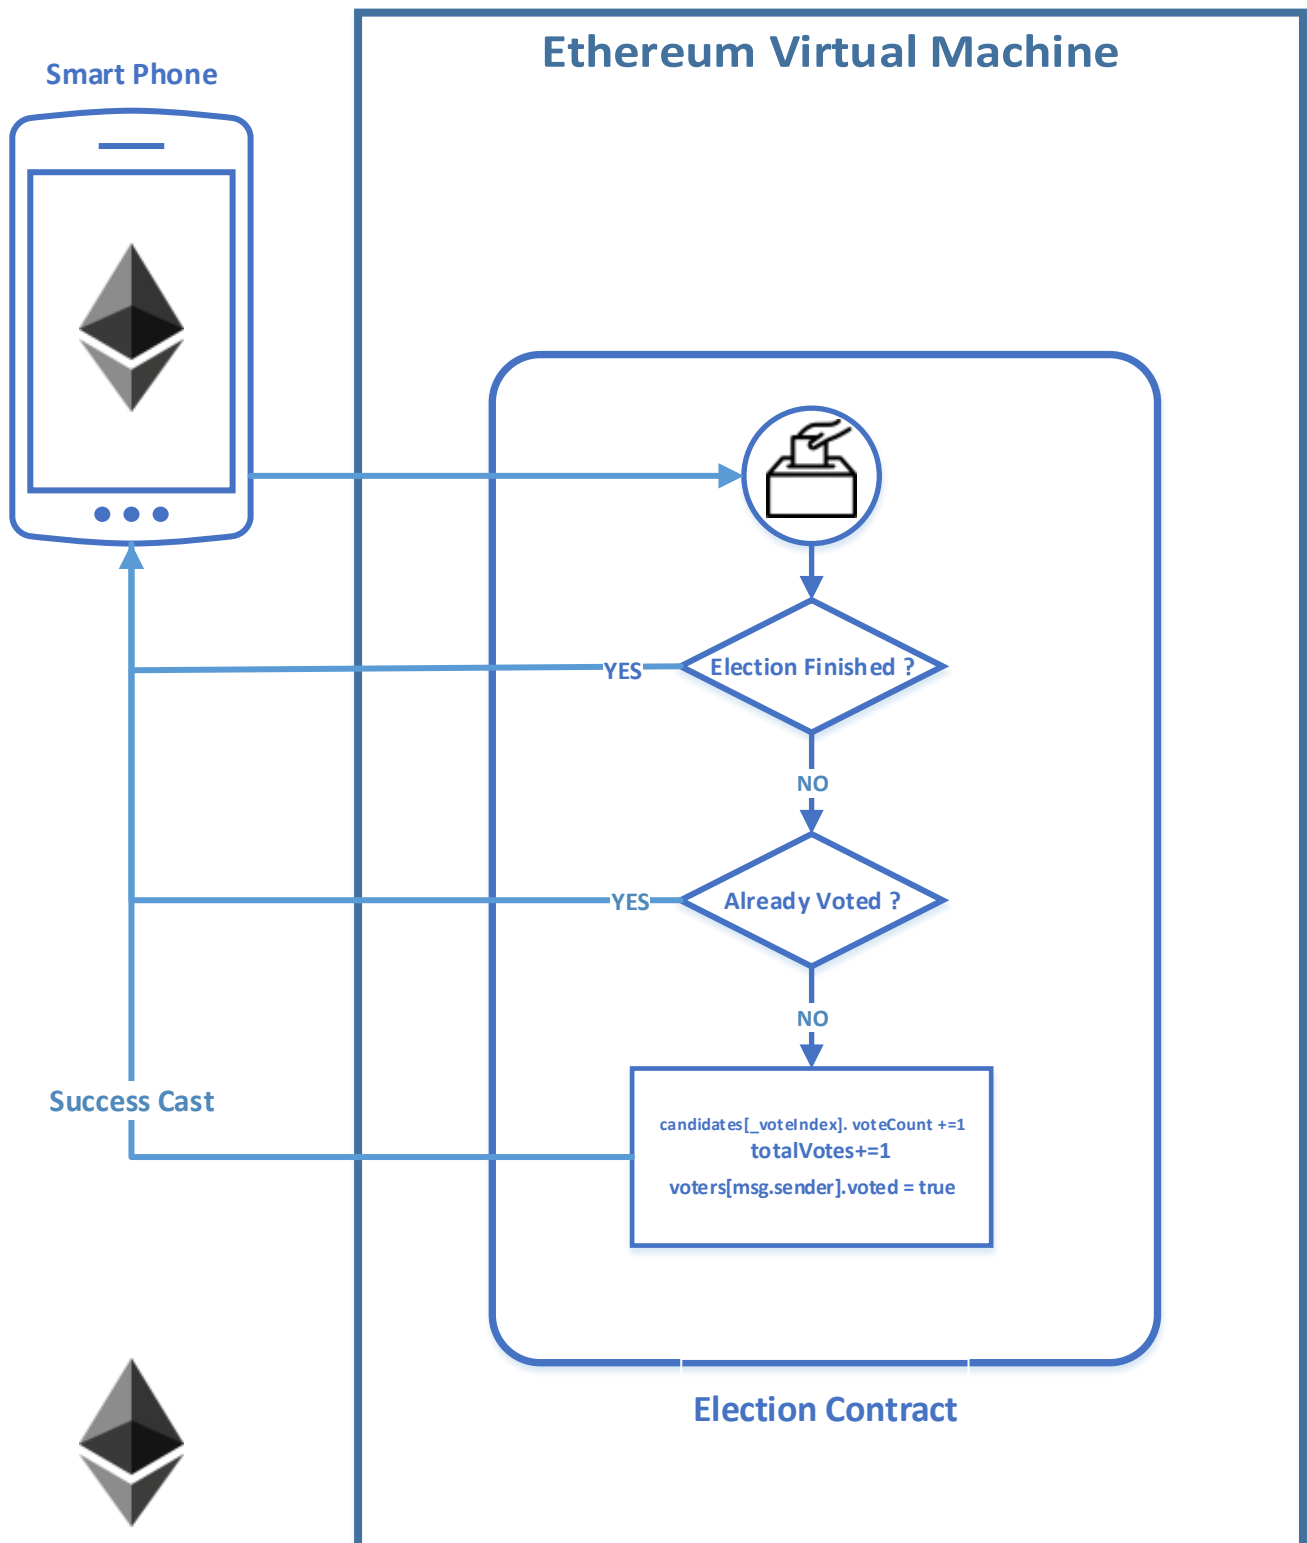 Ethereum Virtual Machine
Smart Phone
Election Finished ?
YES
NO
Already Voted ?
YES
NO
Success Cast
candidates[_voteIndex]. voteCount +=1
totalVotes+=1
voters[msg.sender].voted = true
Election Contract